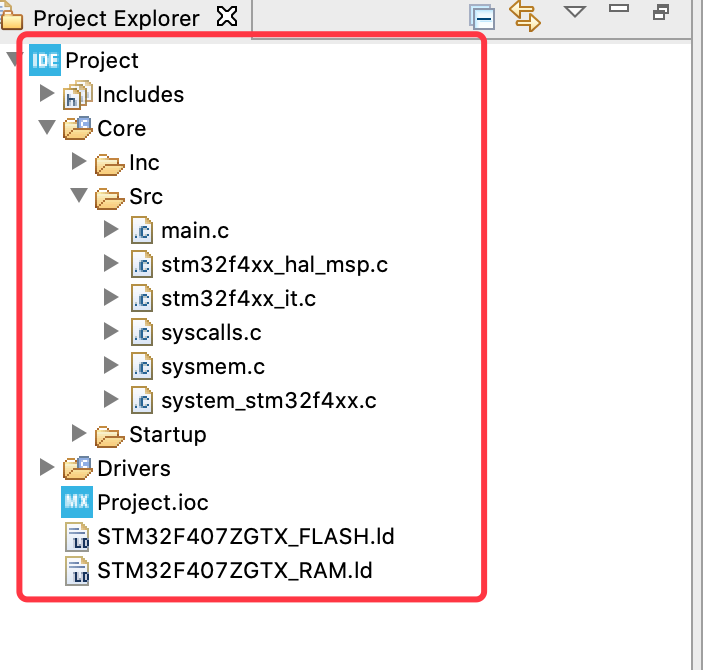 Project Explorer
IDE Project
Includes
Core
Inc
Src
.c main.c
.c stm32f4xx_hal_msp.c
.c stm32f4xx_it.c
.c syscalls.c
.c sysmem.c
.c system_stm32f4xx.c
Startup
Drivers
MX Project.ioc
LD STM32F407ZGTX_FLASH.ld
LD STM32F407ZGTX_RAM.ld